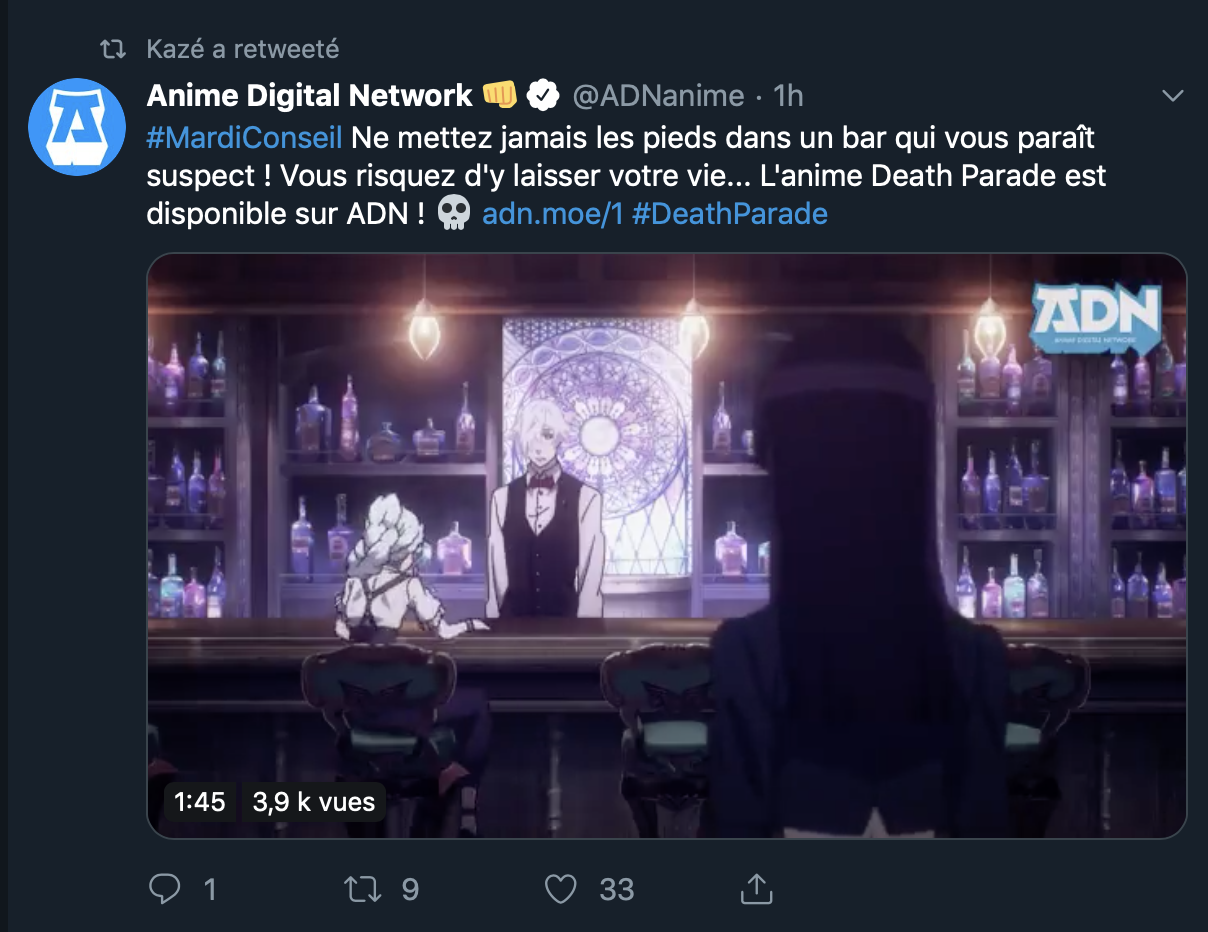 Kazé a retweeté
Anime Digital Network 👊 @ADNanime · 1h
#MardiConseil Ne mettez jamais les pieds dans un bar qui vous paraît
suspect ! Vous risquez d'y laisser votre vie... L'anime Death Parade est
disponible sur ADN ! 💀 adn.moe/1 #DeathParade
ADN
ANIME DIGITAL NETWORK
1:45 3,9 k vues
1 9 33